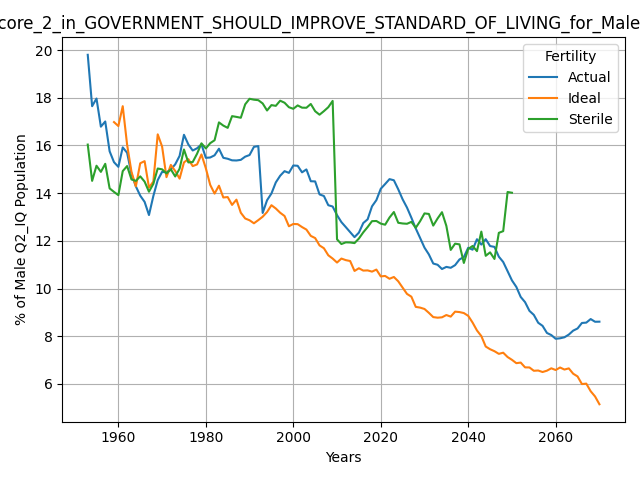 core_2_in_GOVERNMENT_SHOULD_IMPROVE_STANDARD_OF_LIVING_for_Male
Fertility
Actual
Ideal
Sterile
% of Male Q2_IQ Population
20
18
16
14
12
10
8
6
1960
1980
2000
2020
2040
2060
Years